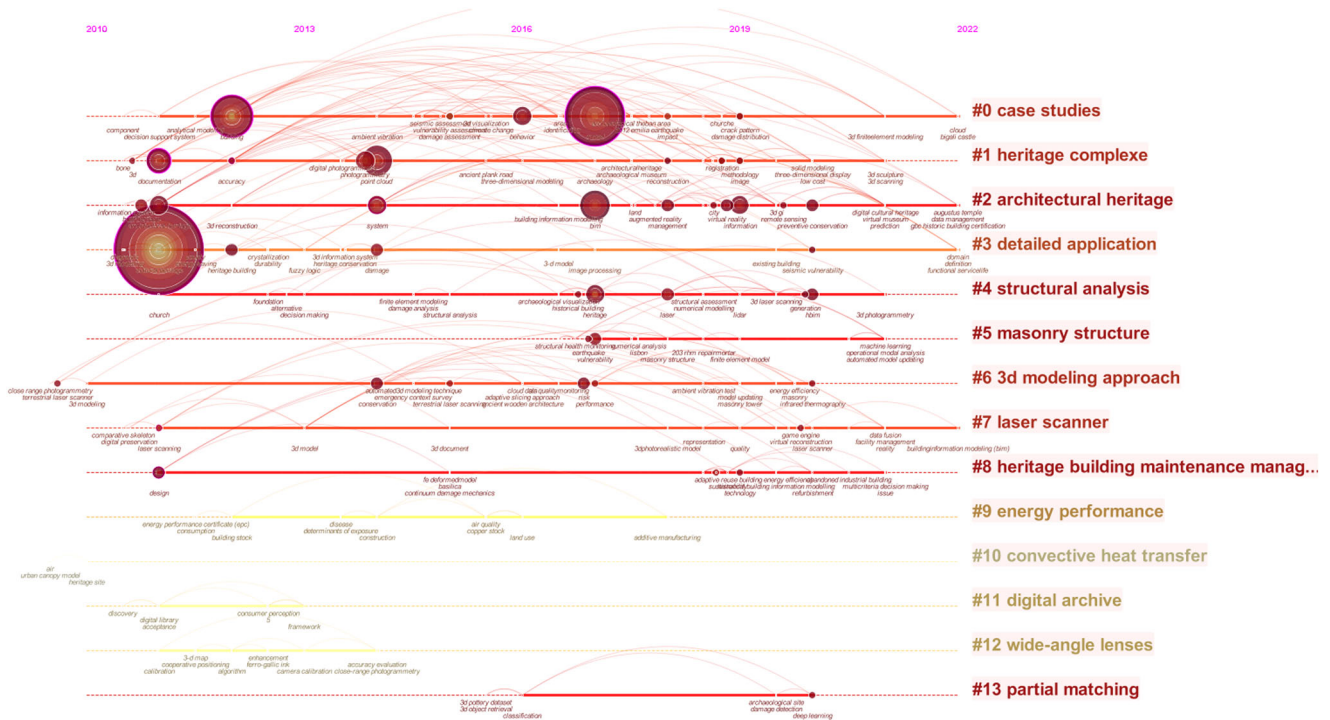 2010 2013 2016 2019 2022
#0 case studies
component
decision support system
ambient vibration
vulnerability assessment
damage assessment
behavior
impact
churche
crack pattern
damage distribution
3d finiteelement modeling
cloud
bigali castle
#1 heritage complexe
bone
3d
documentation
accuracy
point cloud
ancient plank road
three-dimensional modeling
architecturalheritage
archaeological museum
archaeology
reconstruction
registration
methodology
image
solid modeling
three-dimensional display
low cost
3d sculpture
3d scanning
#2 architectural heritage
3d reconstruction
system
bim
land
augmented reality
management
city
virtual reality
information
3d gi
remote sensing
preventive conservation
digital cultural heritage
virtual museum
prediction
augustus temple
data management
gbc historic building certification
#3 detailed application
heritage building
crystallization
durability
fuzzy logic
3d information system
heritage conservation
damage
3-d model
image processing
existing building
seismic vulnerability
domain
definition
functional servicelife
#4 structural analysis
church
foundation
alternative
decision making
finite element modeling
damage analysis
structural analysis
archaeological visualization
historical building
heritage
laser
structural assessment
numerical modelling
lidar
3d laser scanning
generation
hbim
3d photogrammetry
#5 masonry structure
structural health monitoring
earthquake
vulnerability
numerical analysis
lisbon
masonry structure
finite element model
machine learning
operational modal analysis
automated model updating
#6 3d modeling approach
close range photogrammetry
terrestrial laser scanner
3d modeling
3d modeling technique
emergency context survey
conservation
terrestrial laser scanning
adaptive slicing approach
ancient wooden architecture
risk
performance
ambient vibration test
model updating
masonry tower
energy efficiency
masonry
infrared thermography
#7 laser scanner
comparative skeleton
digital preservation
laser scanning
3d model
3d document
3dphotorealistic model
representation
quality
game engine
virtual reconstruction
laser scanner
data fusion
facility management
reality
buildinginformation modeling (bim)
#8 heritage building maintenance manag...
design
fe deformedmodel
basilica
continuum damage mechanics
adaptive reuse
technology
refurbishment
multicriteria decision making
issue
#9 energy performance
energy performance certificate (epc)
consumption
building stock
disease
determinants of exposure
construction
air quality
copper stock
land use
additive manufacturing
#10 convective heat transfer
air
urban canopy model
heritage site
#11 digital archive
discovery
digital library
acceptance
consumer perception
5
framework
#12 wide-angle lenses
3-d map
cooperative positioning
calibration
enhancement
ferro-gallic ink
algorithm
camera calibration
accuracy evaluation
close-range photogrammetry
#13 partial matching
3d pottery dataset
3d object retrieval
classification
archaeological site
damage detection
deep learning